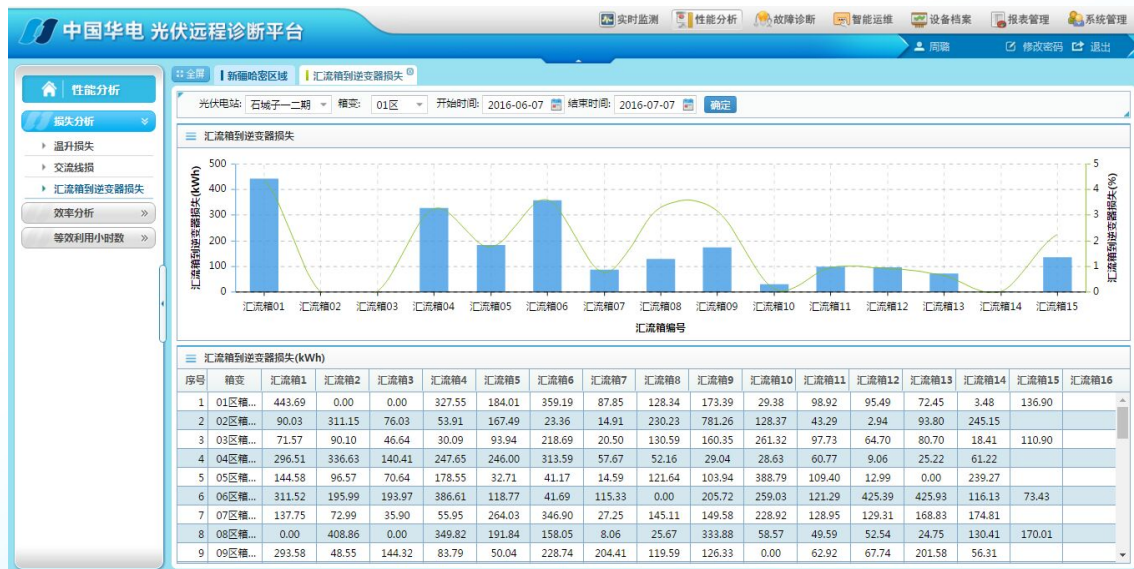 中国华电 光伏远程诊断平台
实时监测 性能分析 故障诊断 智能运维 设备档案 报表管理 系统管理
周璐 修改密码 退出
性能分析
损失分析
温升损失
交流线损
汇流箱到逆变器损失
效率分析
等效利用小时数
全屏 新疆哈密区域 汇流箱到逆变器损失
光伏电站: 石城子一二期 箱变: 01区 开始时间: 2016-06-07 结束时间: 2016-07-07 确定
汇流箱到逆变器损失
汇流箱到逆变器损失(kWh)
500
400
300
200
100
0
汇流箱到逆变器损失(%)
5
4
3
2
1
0
汇流箱01 汇流箱02 汇流箱03 汇流箱04 汇流箱05 汇流箱06 汇流箱07 汇流箱08 汇流箱09 汇流箱10 汇流箱11 汇流箱12 汇流箱13 汇流箱14 汇流箱15
汇流箱编号
汇流箱到逆变器损失(kWh)
序号 箱变 汇流箱1 汇流箱2 汇流箱3 汇流箱4 汇流箱5 汇流箱6 汇流箱7 汇流箱8 汇流箱9 汇流箱10 汇流箱11 汇流箱12 汇流箱13 汇流箱14 汇流箱15 汇流箱16
1 01区箱... 443.69 0.00 0.00 327.55 184.01 359.19 87.85 128.34 173.39 29.38 98.92 95.49 72.45 3.48 136.90
2 02区箱... 90.03 311.15 76.03 53.91 167.49 23.36 14.91 230.23 781.26 128.37 43.29 2.94 93.80 245.15
3 03区箱... 71.57 90.10 46.64 30.09 93.94 218.69 20.50 130.59 160.35 261.32 97.73 64.70 80.70 18.41 110.90
4 04区箱... 296.51 336.63 140.41 247.65 246.00 313.59 57.67 52.16 29.04 28.63 60.77 9.06 25.22 61.22
5 05区箱... 144.58 96.57 70.64 178.55 32.71 41.17 14.59 121.64 103.94 388.79 109.40 12.99 0.00 239.27
6 06区箱... 311.52 195.99 193.97 386.61 118.77 41.69 115.33 0.00 205.72 259.03 121.29 425.39 425.93 116.13 73.43
7 07区箱... 137.75 72.99 35.90 55.95 264.03 346.90 27.25 145.11 149.58 228.92 128.95 129.31 168.83 174.81
8 08区箱... 0.00 408.86 0.00 349.82 191.84 158.05 8.06 25.67 333.88 58.57 49.59 52.54 24.75 130.41 170.01
9 09区箱... 293.58 48.55 144.32 83.79 50.04 228.74 204.41 119.59 126.33 0.00 62.92 67.74 201.58 56.31